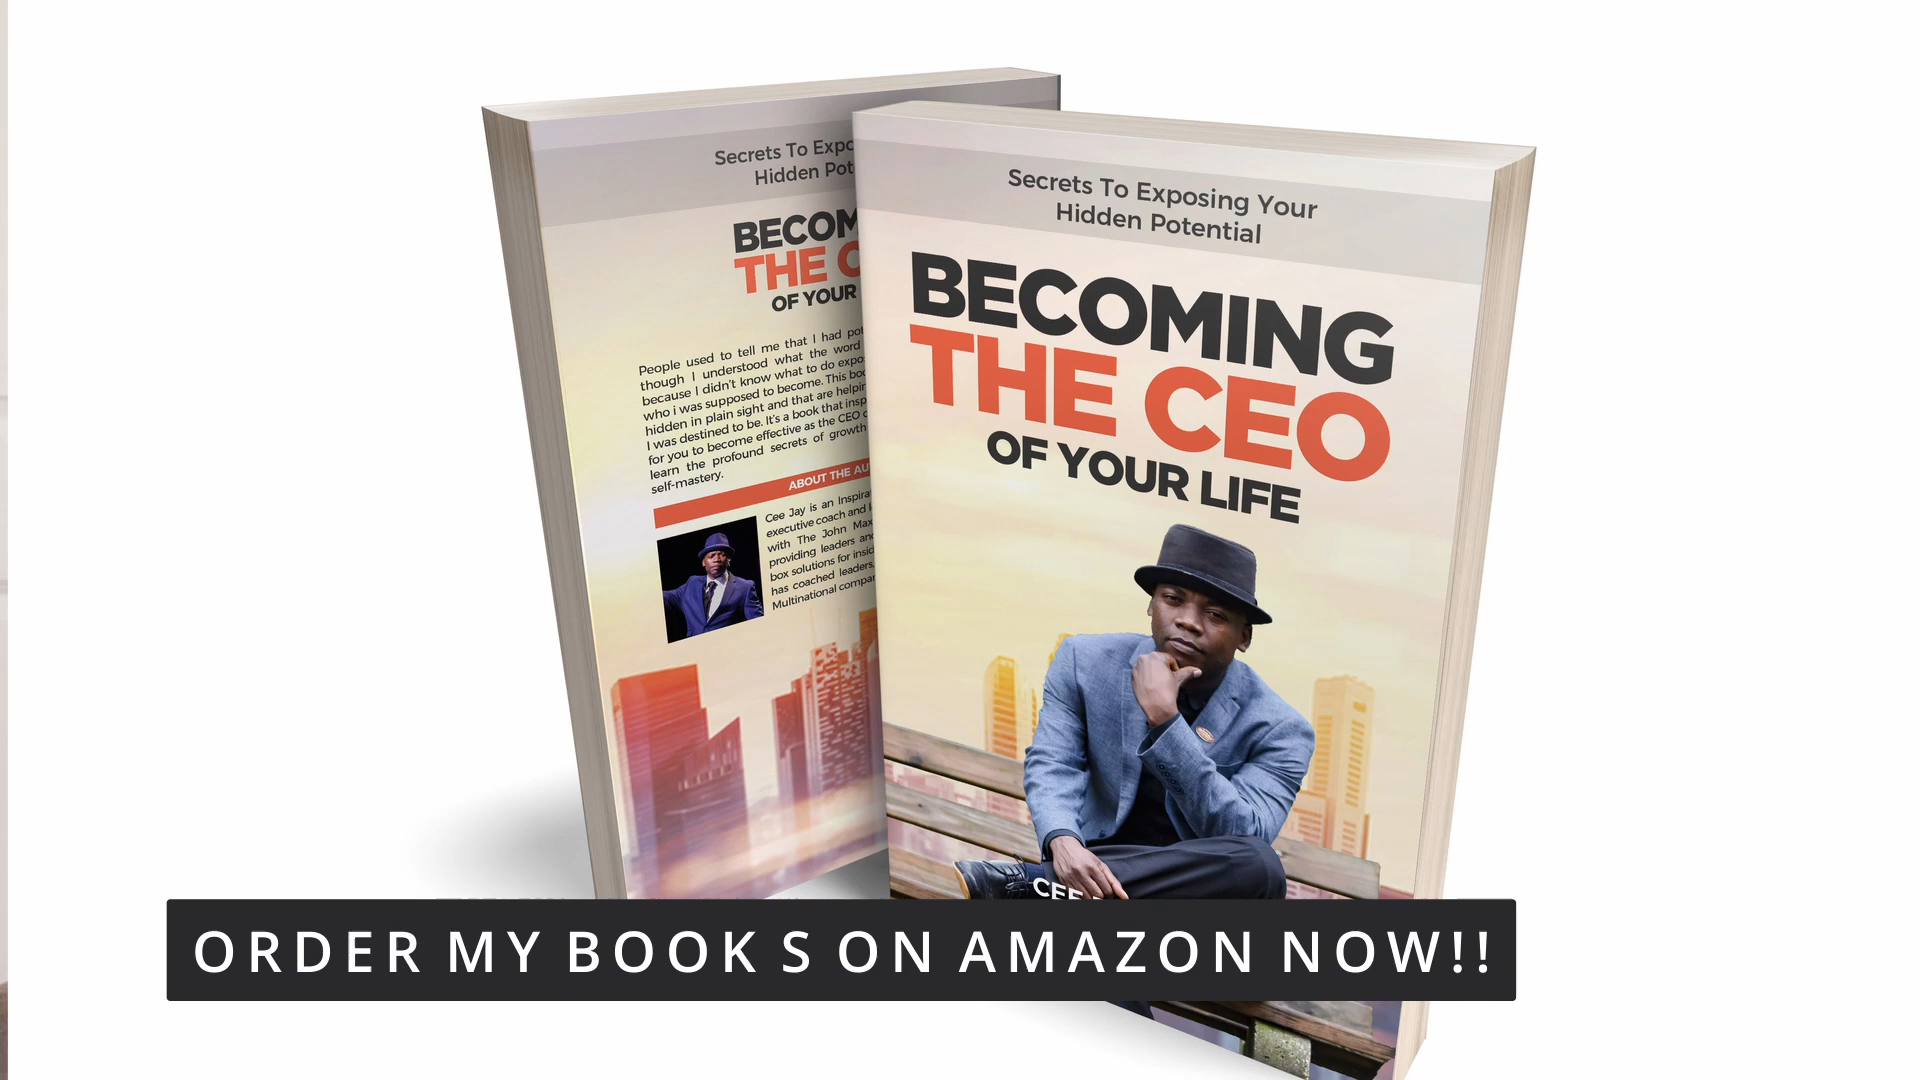 Secrets To Expo
Hidden Pot
BECOM
THE C
OF YOUR
People used to tell me that I had pot
though I understood what the word
because I didn't know what to do expo
who i was supposed to become. This boo
hidden in plain sight and that are helpin
I was destined to be. It's a book that insp
for you to become effective as the CEO o
learn the profound secrets of growth
self-mastery.
ABOUT THE AU
Cee Jay is an Inspira
executive coach and
with The John Max
providing leaders and
box solutions for insid
has coached leaders,
Multinational compan
Secrets To Exposing Your
Hidden Potential
BECOMING
THE CEO
OF YOUR LIFE
CEE
ORDER MY BOOK S ON AMAZON NOW!!